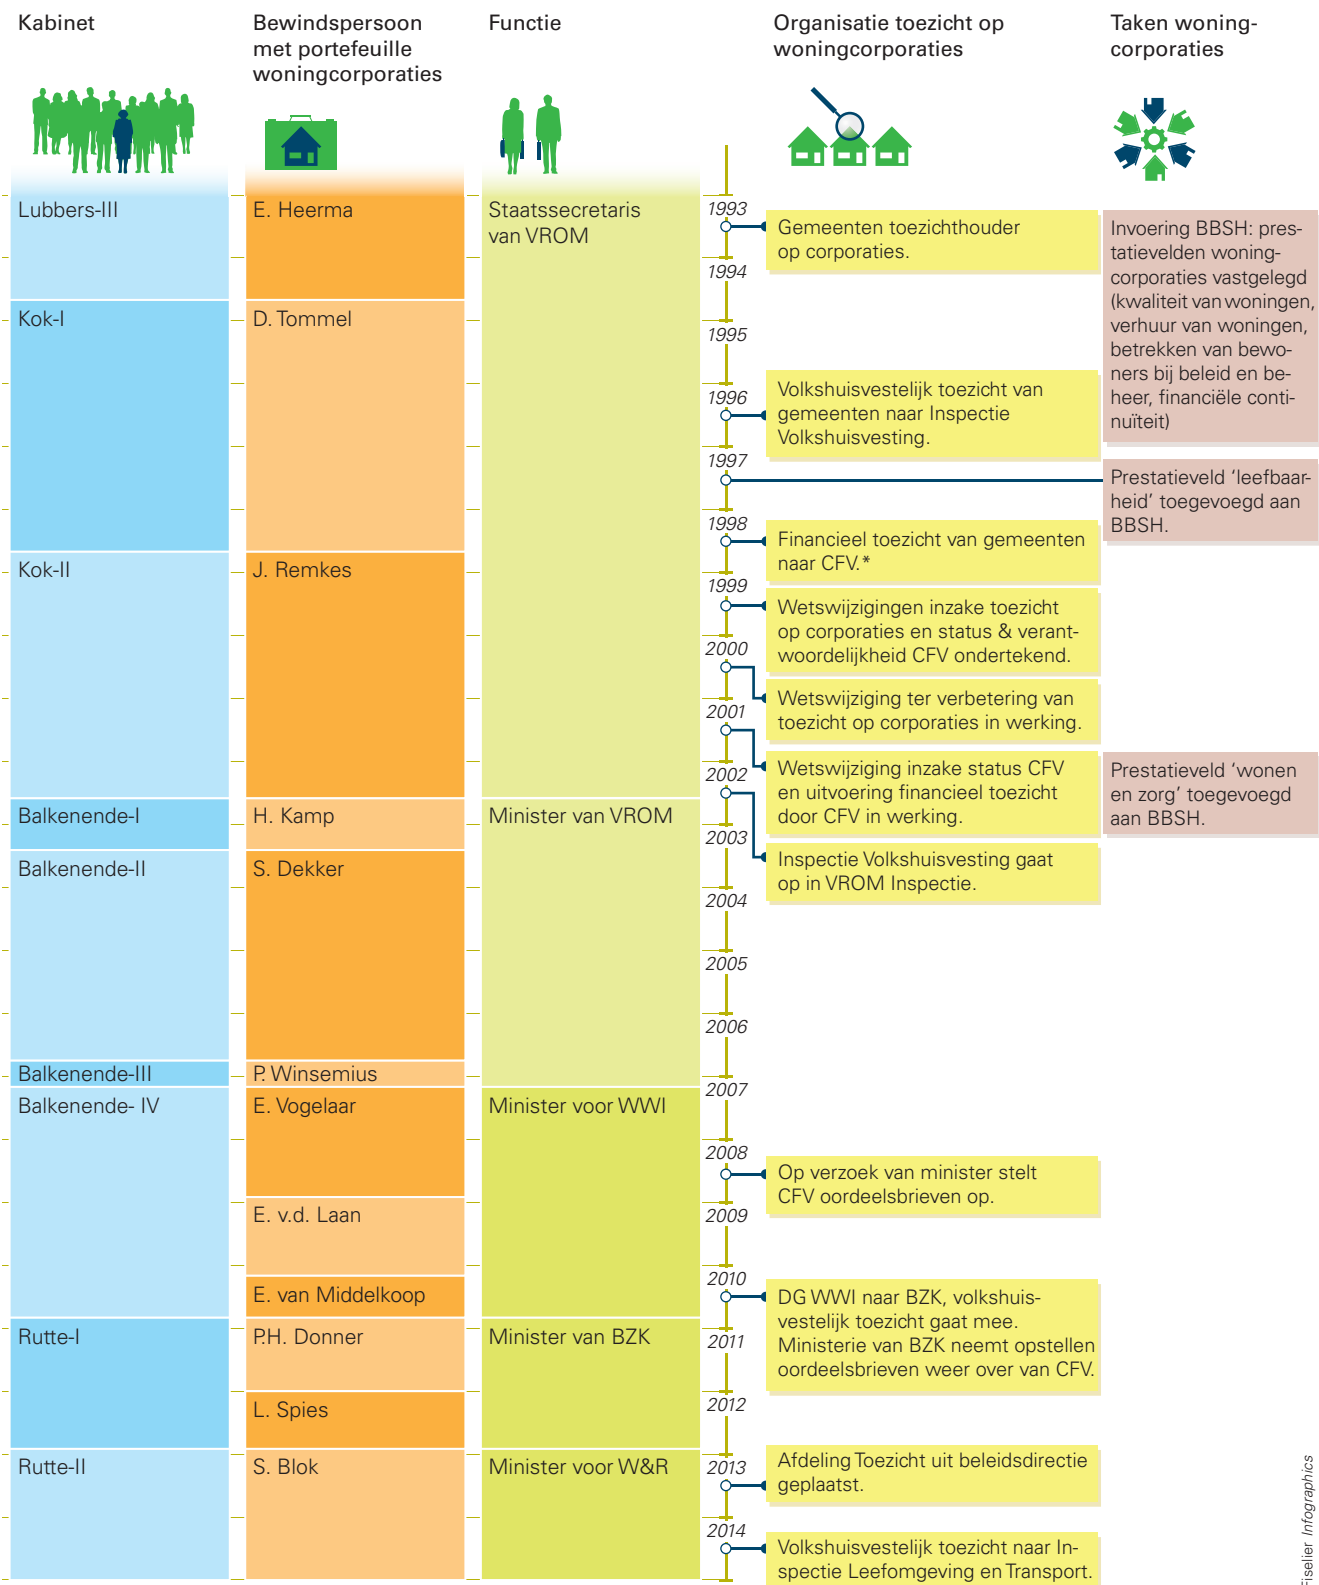 Kabinet
Bewindspersoon
met portefeuille
woningcorporaties
Functie
Organisatie toezicht op
woningcorporaties
Taken woning-
corporaties
Lubbers-III
Kok-I
Kok-II
Balkenende-I
Balkenende-II
Balkenende-III
Balkenende- IV
Rutte-I
Rutte-II
E. Heerma
D. Tommel
J. Remkes
H. Kamp
S. Dekker
P. Winsemius
E. Vogelaar
E. v.d. Laan
E. van Middelkoop
P.H. Donner
L. Spies
S. Blok
Staatssecretaris
van VROM
Minister van VROM
Minister voor WWI
Minister van BZK
Minister voor W&R
1993
1994
1995
1996
1997
1998
1999
2000
2001
2002
2003
2004
2005
2006
2007
2008
2009
2010
2011
2012
2013
2014
Gemeenten toezichthouder
op corporaties.
Volkshuisvestelijk toezicht van
gemeenten naar Inspectie
Volkshuisvesting.
Financieel toezicht van gemeenten
naar CFV.*
Wetswijzigingen inzake toezicht
op corporaties en status & verant-
woordelijkheid CFV ondertekend.
Wetswijziging ter verbetering van
toezicht op corporaties in werking.
Wetswijziging inzake status CFV
en uitvoering financieel toezicht
door CFV in werking.
Inspectie Volkshuisvesting gaat
op in VROM Inspectie.
Op verzoek van minister stelt
CFV oordeelsbrieven op.
DG WWI naar BZK, volkshuis-
vestelijk toezicht gaat mee.
Ministerie van BZK neemt opstellen
oordeelsbrieven weer over van CFV.
Afdeling Toezicht uit beleidsdirectie
geplaatst.
Volkshuisvestelijk toezicht naar In-
spectie Leefomgeving en Transport.
Invoering BBSH: pres-
tatievelden woning-
corporaties vastgelegd
(kwaliteit van woningen,
verhuur van woningen,
betrekken van bewo-
ners bij beleid en be-
heer, financiële conti-
nuïteit)
Prestatieveld ‘leefbaar-
heid’ toegevoegd aan
BBSH.
Prestatieveld ‘wonen
en zorg’ toegevoegd
aan BBSH.
Fiselier Infographics